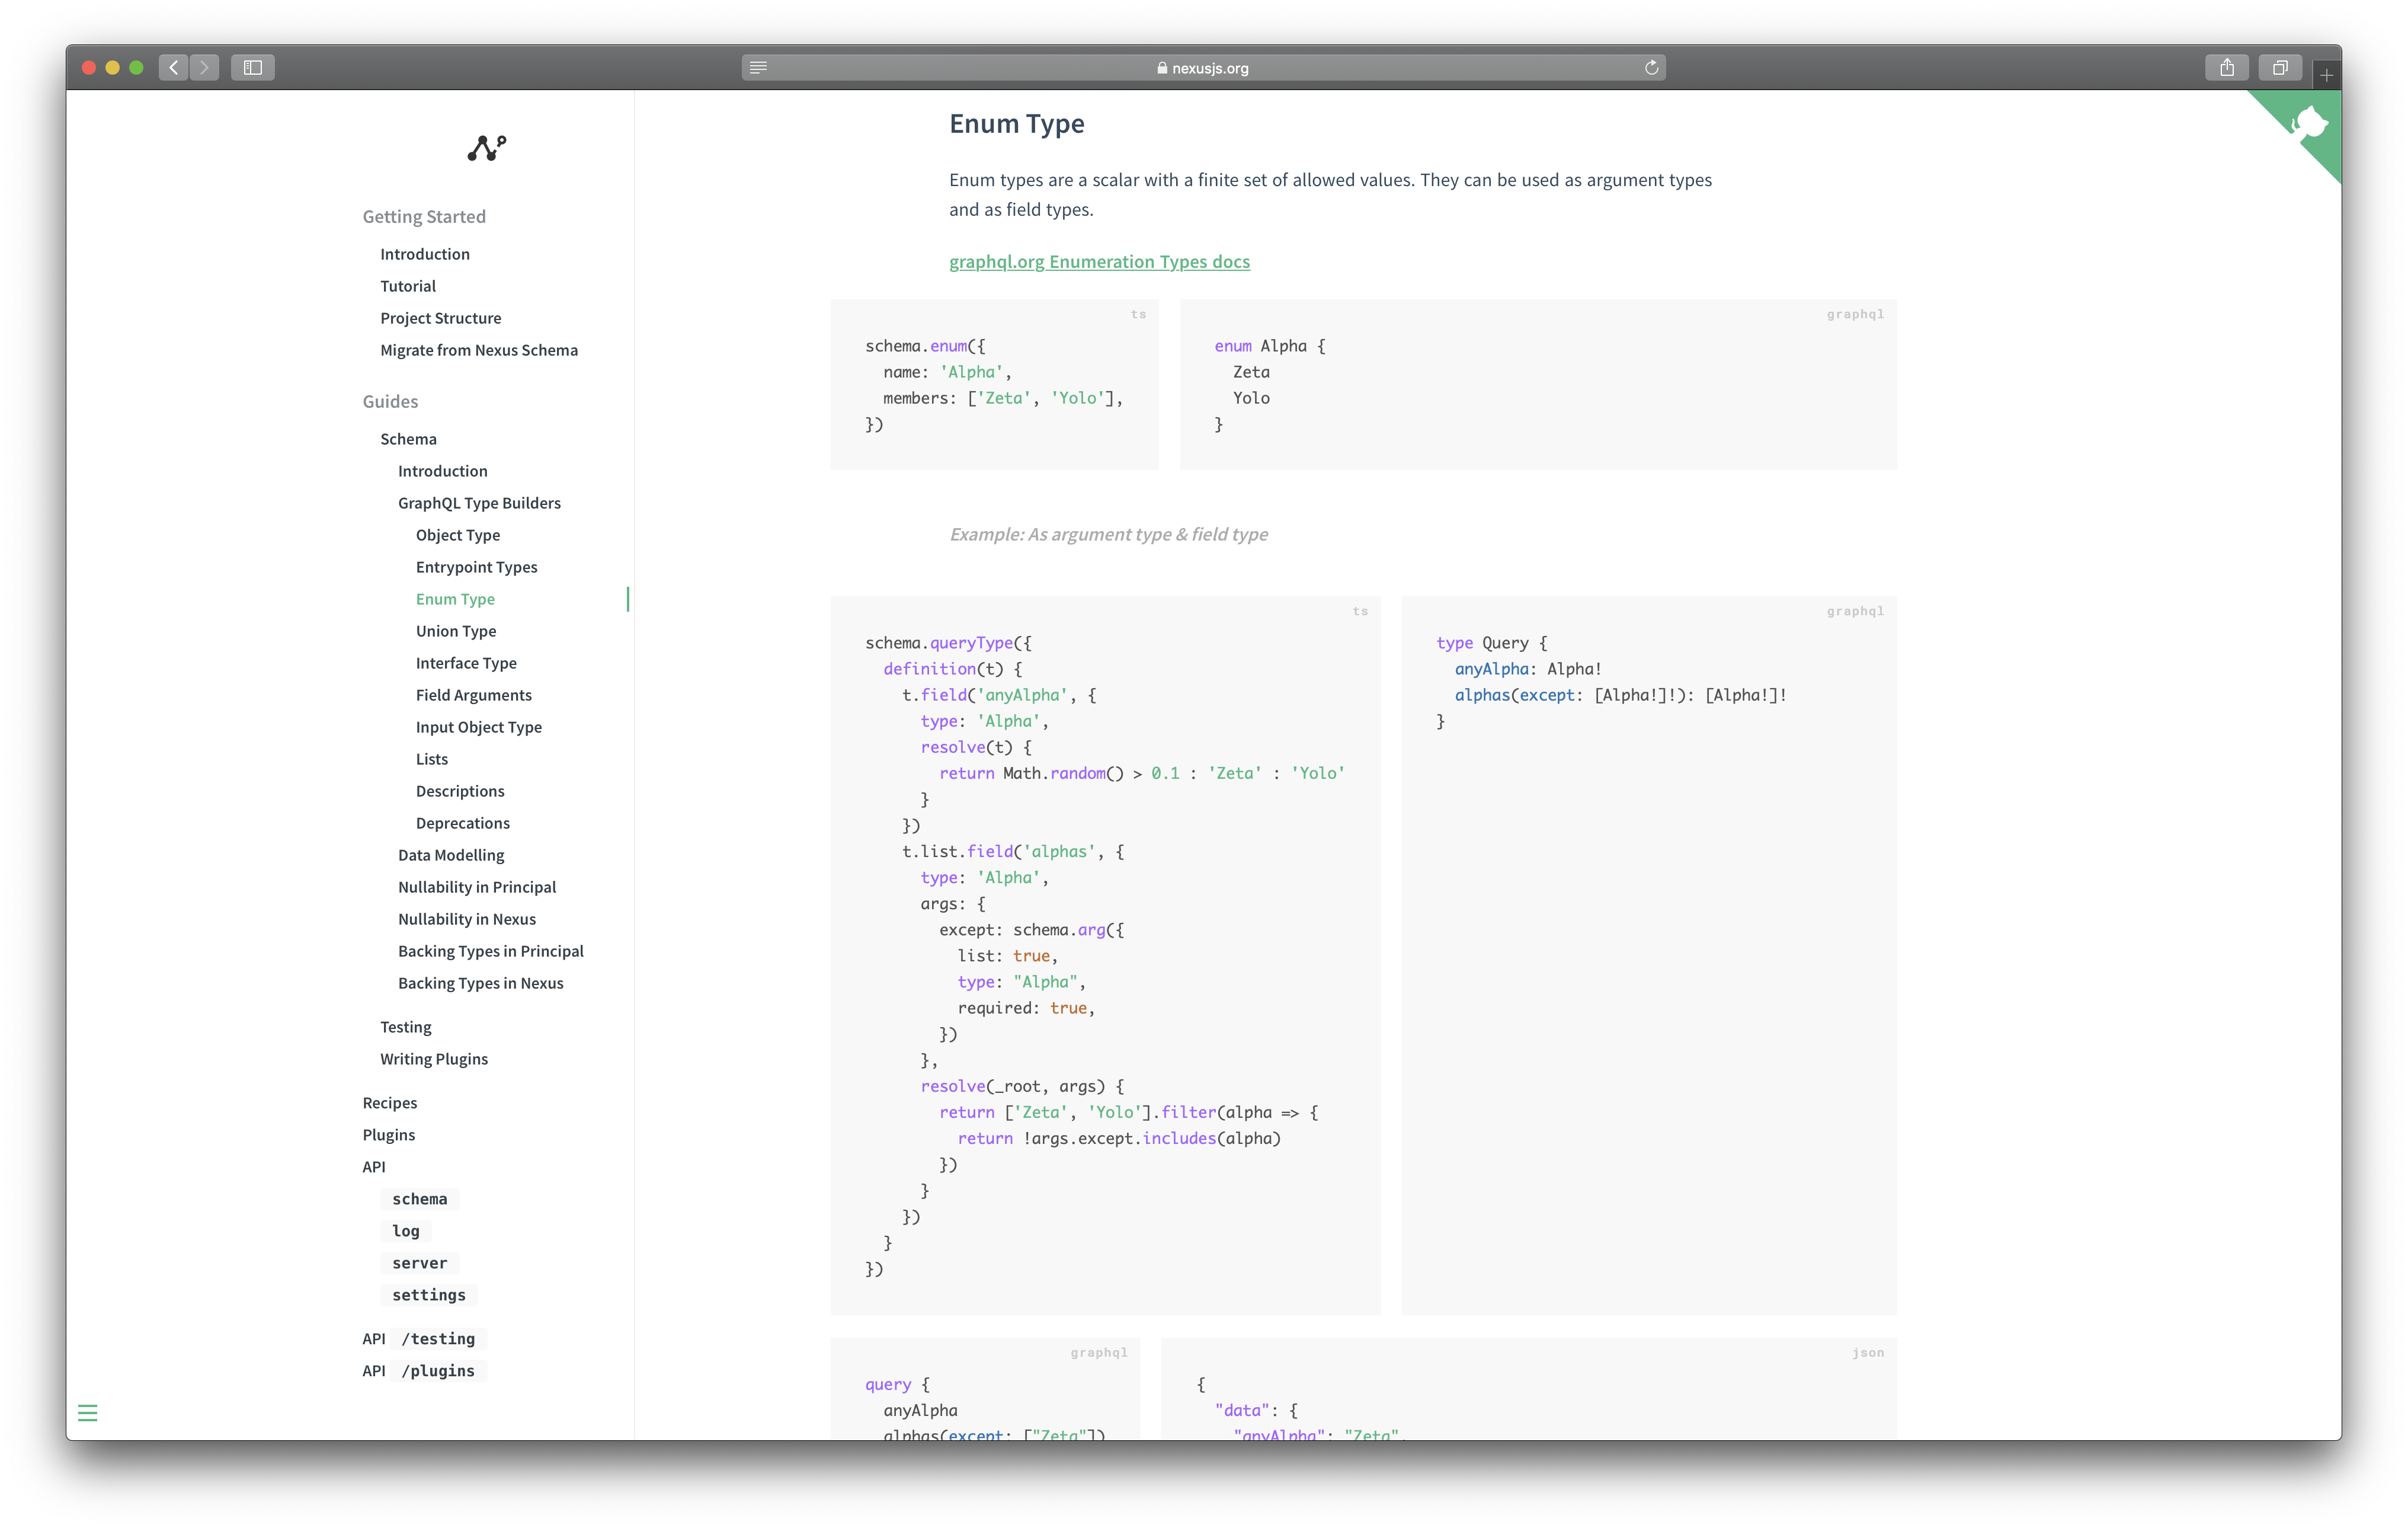 nexusjs.org
Getting Started
Introduction
Tutorial
Project Structure
Migrate from Nexus Schema
Guides
Schema
Introduction
GraphQL Type Builders
Object Type
Entrypoint Types
Enum Type
Union Type
Interface Type
Field Arguments
Input Object Type
Lists
Descriptions
Deprecations
Data Modelling
Nullability in Principal
Nullability in Nexus
Backing Types in Principal
Backing Types in Nexus
Testing
Writing Plugins
Recipes
Plugins
API
schema
log
server
settings
API /testing
API /plugins
Enum Type
Enum types are a scalar with a finite set of allowed values. They can be used as argument types
and as field types.
graphql.org Enumeration Types docs
ts
schema.enum({
  name: 'Alpha',
  members: ['Zeta', 'Yolo'],
})
graphql
enum Alpha {
  Zeta
  Yolo
}
Example: As argument type & field type
ts
schema.queryType({
  definition(t) {
    t.field('anyAlpha', {
      type: 'Alpha',
      resolve(t) {
        return Math.random() > 0.1 : 'Zeta' : 'Yolo'
      }
    })
    t.list.field('alphas', {
      type: 'Alpha',
      args: {
        except: schema.arg({
          list: true,
          type: "Alpha",
          required: true,
        })
      },
      resolve(_root, args) {
        return ['Zeta', 'Yolo'].filter(alpha => {
          return !args.except.includes(alpha)
        })
      }
    })
  }
})
graphql
type Query {
  anyAlpha: Alpha!
  alphas(except: [Alpha!]!): [Alpha!]!
}
graphql
query {
  anyAlpha
  alphas(except: ["Zeta"])
json
{
  "data": {
    "anyAlpha": "Zeta",